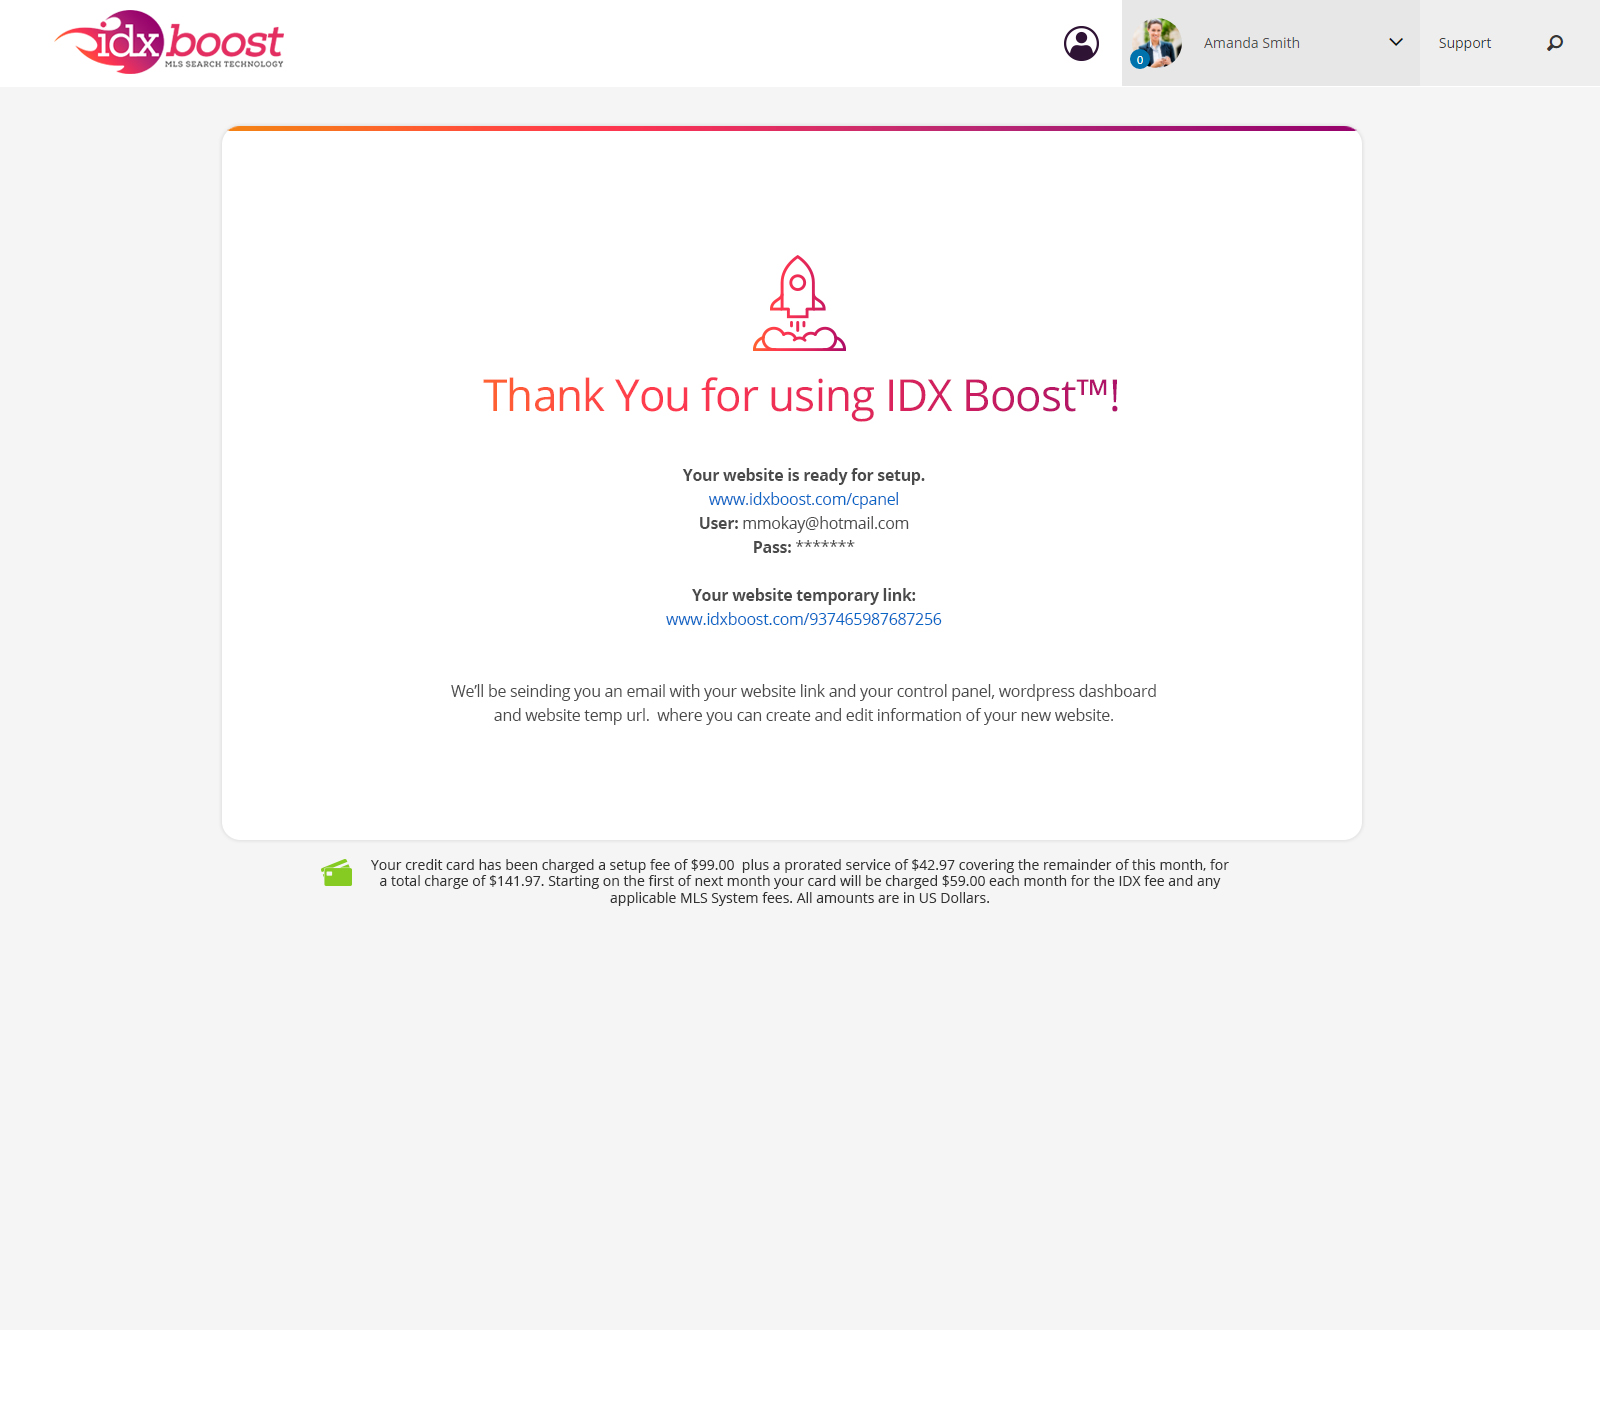 idxboost
MLS SEARCH TECHNOLOGY
0
Amanda Smith
Support
Thank You for using IDX Boost™!
Your website is ready for setup.
www.idxboost.com/cpanel
User: mmokay@hotmail.com
Pass: *******
Your website temporary link:
www.idxboost.com/937465987687256
We’ll be seinding you an email with your website link and your control panel, wordpress dashboard
and website temp url.  where you can create and edit information of your new website.
Your credit card has been charged a setup fee of $99.00  plus a prorated service of $42.97 covering the remainder of this month, for
a total charge of $141.97. Starting on the first of next month your card will be charged $59.00 each month for the IDX fee and any
applicable MLS System fees. All amounts are in US Dollars.